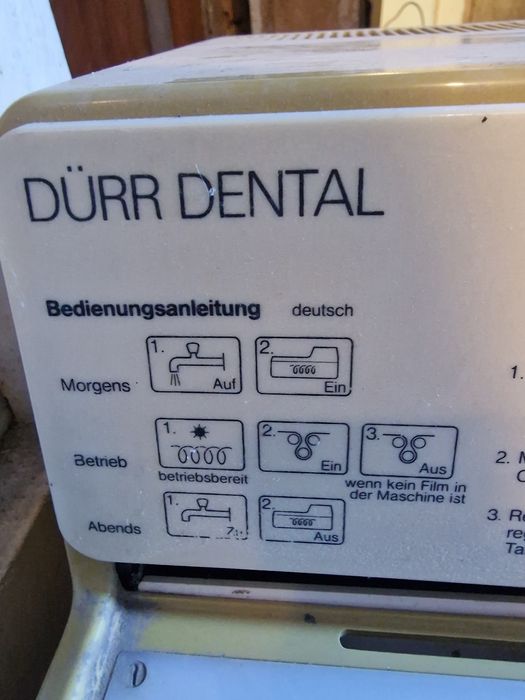 DÜRR DENTAL
Bedienungsanleitung deutsch
1. 2.
Morgens Auf Ein
1. 2. 3.
Betrieb Ein Aus
betriebsbereit wenn kein Film in
der Maschine ist
1. 2.
Abends Aus
1.
2.
3.